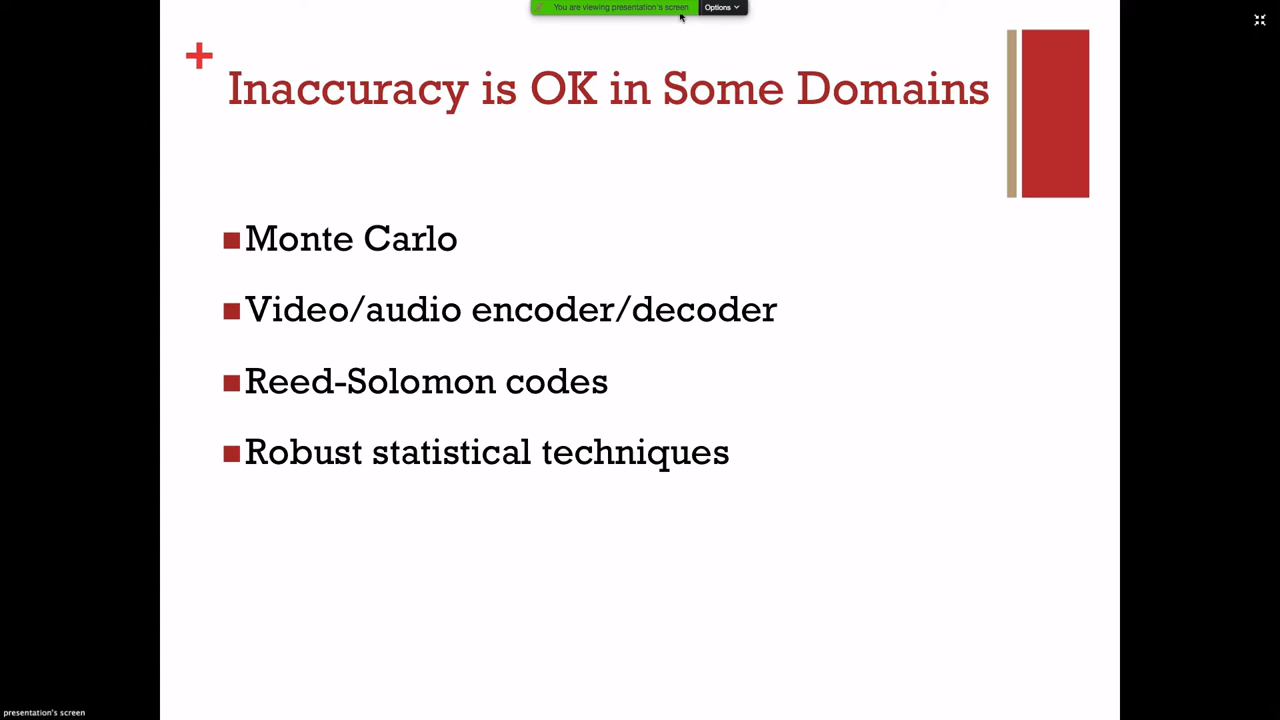 You are viewing presentation's screen
Options
+
Inaccuracy is OK in Some Domains
Monte Carlo
Video/audio encoder/decoder
Reed-Solomon codes
Robust statistical techniques
presentation's screen